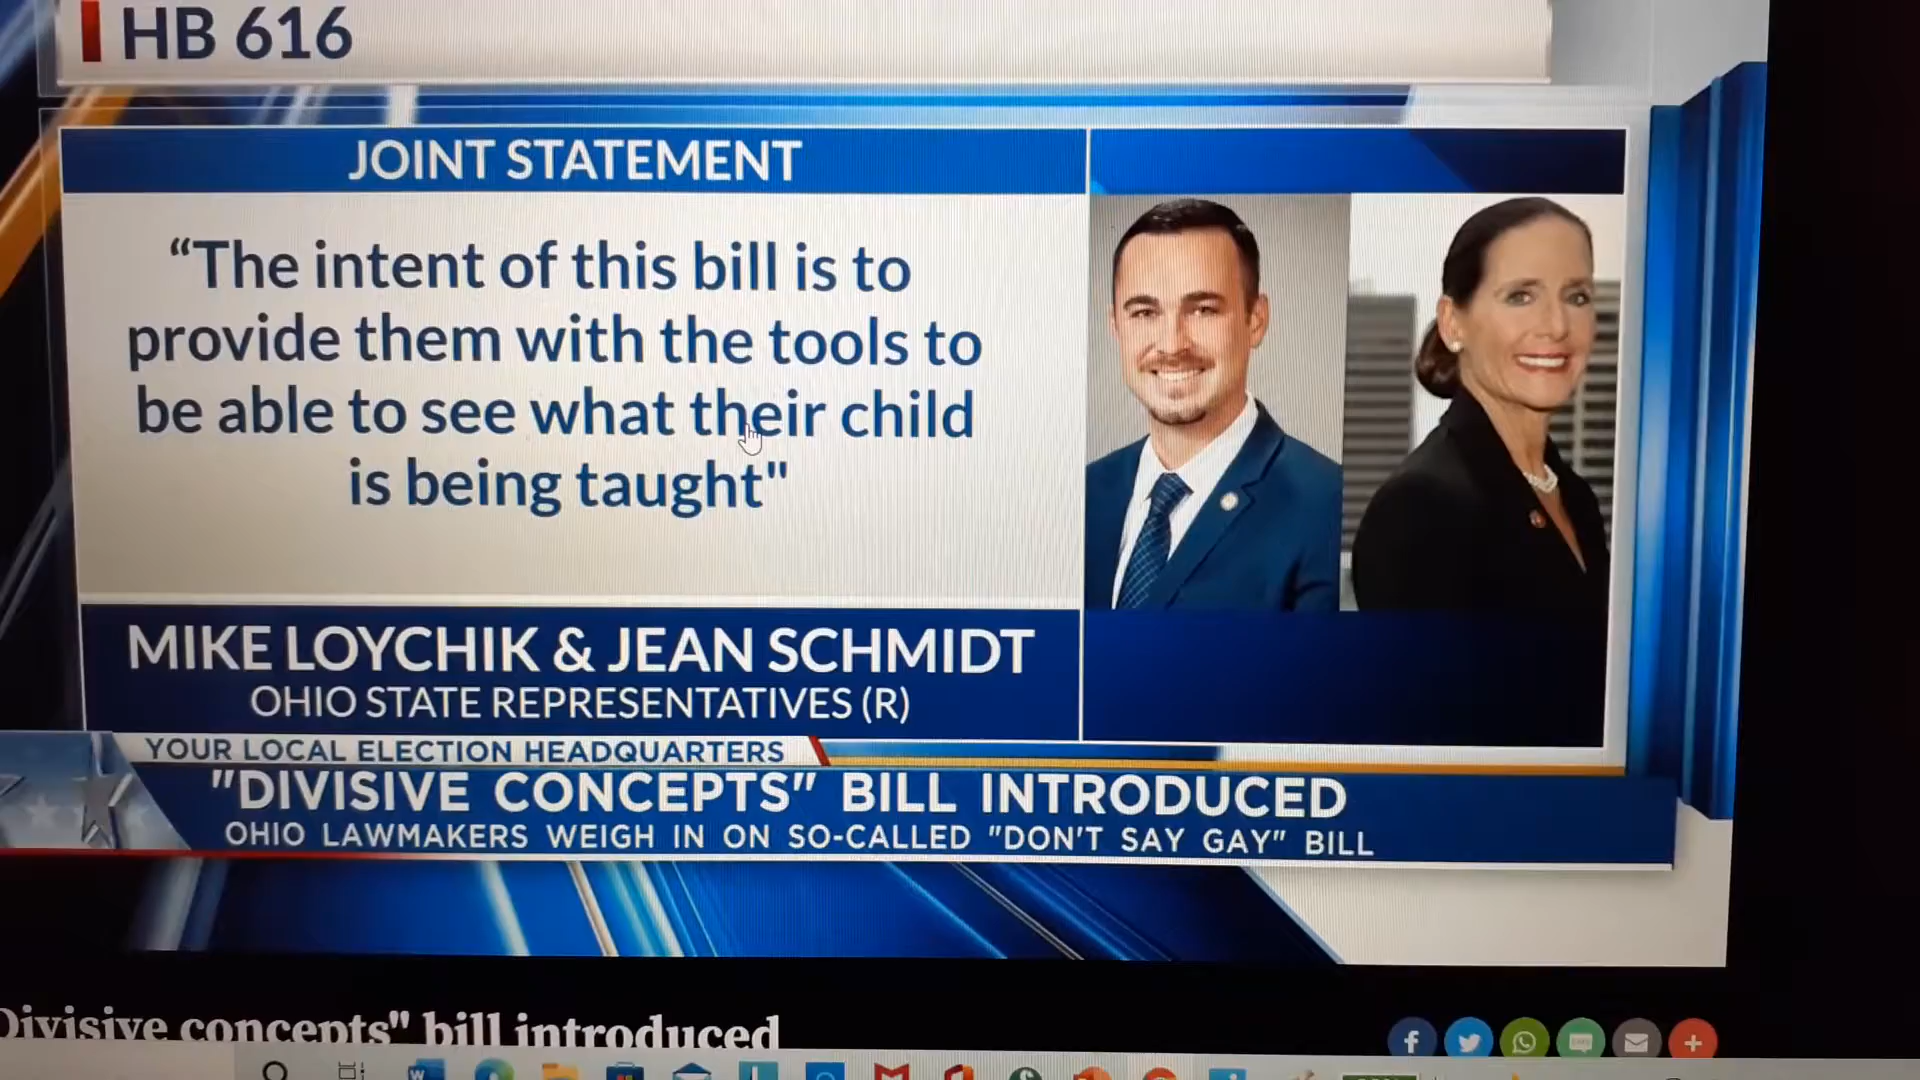 HB 616
JOINT STATEMENT
“The intent of this bill is to
provide them with the tools to
be able to see what their child
is being taught"
MIKE LOYCHIK & JEAN SCHMIDT
OHIO STATE REPRESENTATIVES (R)
YOUR LOCAL ELECTION HEADQUARTERS
"DIVISIVE CONCEPTS" BILL INTRODUCED
OHIO LAWMAKERS WEIGH IN ON SO-CALLED "DON'T SAY GAY" BILL
Divisive concepts" bill introduced